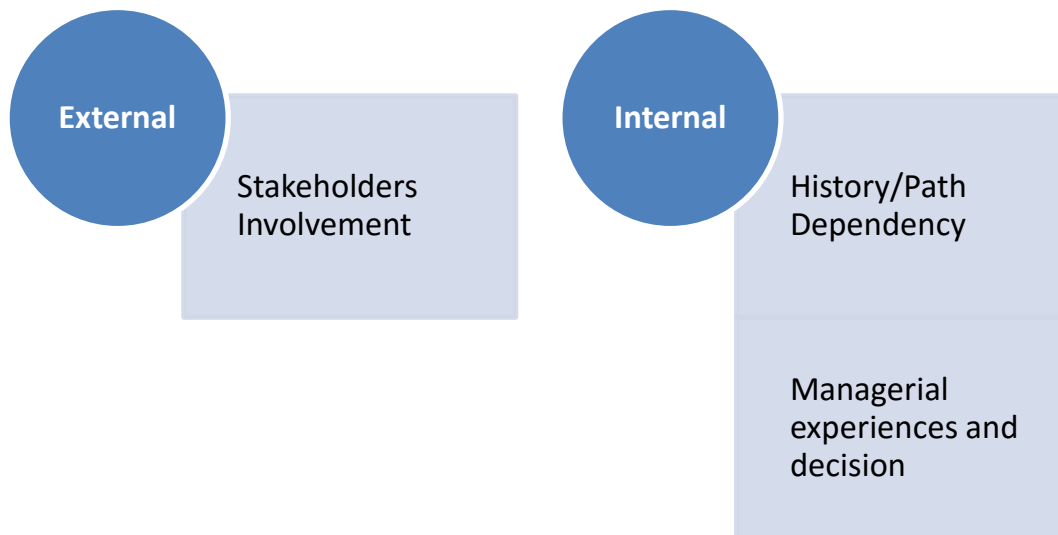 External
Stakeholders
Involvement
Internal
History/Path
Dependency
Managerial
experiences and
decision